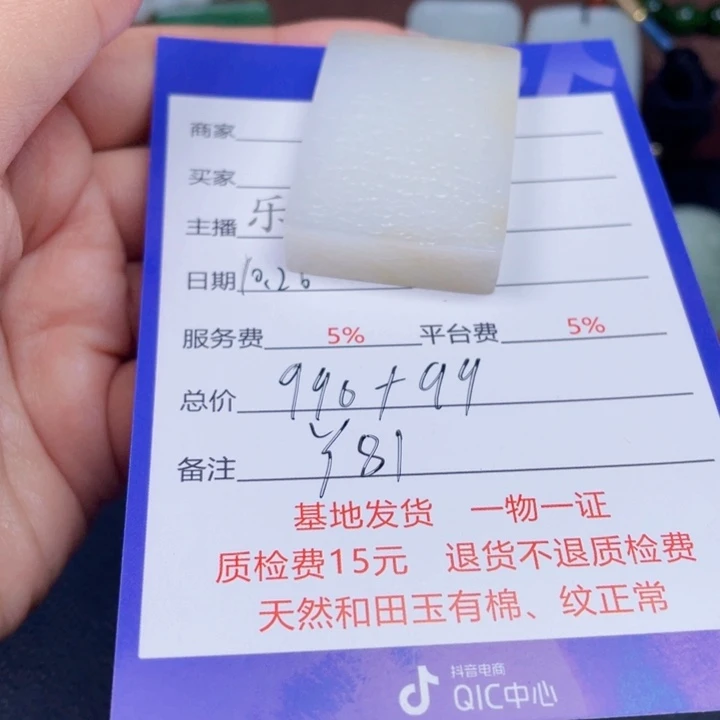 商家
买家
主播 乐
日期 10.26
服务费 5% 平台费 5%
总价 990+99
备注 ¥81
基地发货 一物一证
质检费15元 退货不退质检费
天然和田玉有棉、纹正常
抖音电商
QIC中心